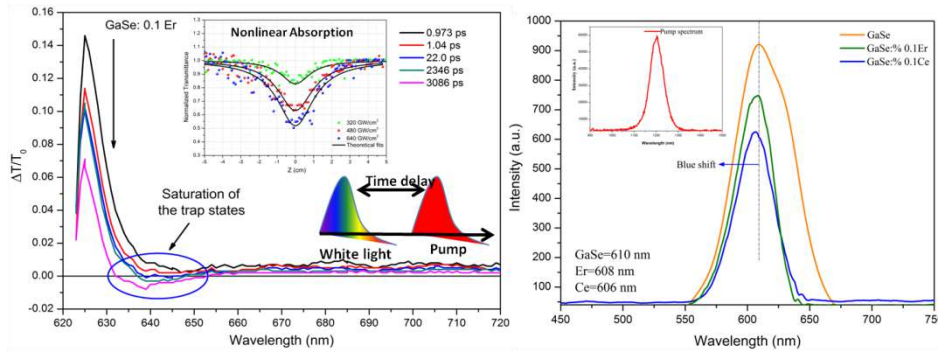 GaSe: 0.1 Er
Nonlinear Absorption
0.973 ps
1.04 ps
22.0 ps
2346 ps
3086 ps
Normalized Transmittance
320 GW/cm²
480 GW/cm²
640 GW/cm²
Theoretical fits
Z (cm)
ΔT/T₀
0.16
0.14
0.12
0.10
0.08
0.06
0.04
0.02
0.00
-0.02
Saturation of
the trap states
Time delay
White light
Pump
620 630 640 650 660 670 680 690 700 710 720
Wavelength (nm)
Pump spectrum
Intensity (a.u.)
Wavelength (nm)
GaSe
GaSe:% 0.1Er
GaSe:% 0.1Ce
Blue shift
Intensity (a.u.)
1000
900
800
700
600
500
400
300
200
100
GaSe=610 nm
Er=608 nm
Ce=606 nm
450 500 550 600 650 700 750
Wavelength (nm)